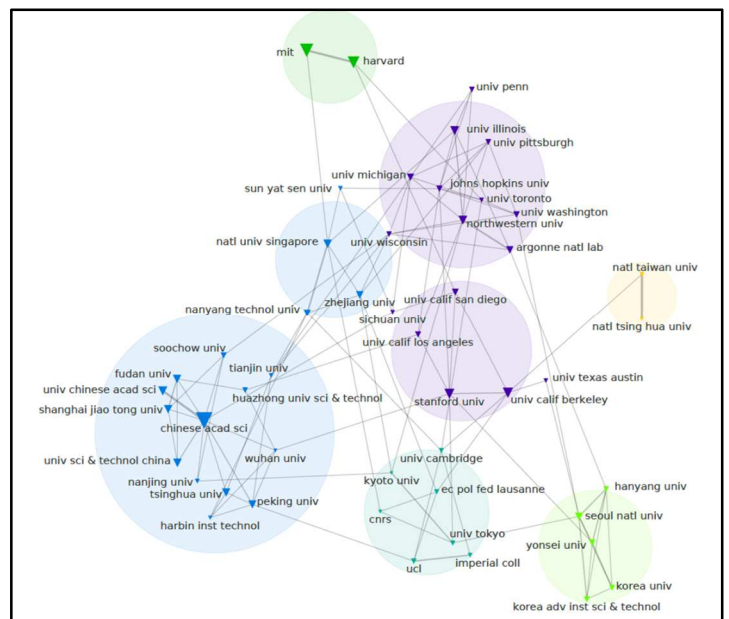 mit
harvard
univ penn
univ illinois
univ pittsburgh
univ michigan
johns hopkins univ
sun yat sen univ
univ toronto
univ washington
northwestern univ
natl univ singapore
univ wisconsin
argonne natl lab
natl taiwan univ
zhejiang univ
univ calif san diego
nanyang technol univ
sichuan univ
natl tsing hua univ
univ calif los angeles
soochow univ
tianjin univ
fudan univ
univ texas austin
univ chinese acad sci
huazhong univ sci & technol
stanford univ
univ calif berkeley
shanghai jiao tong univ
chinese acad sci
univ sci & technol china
wuhan univ
univ cambridge
nanjing univ
kyoto univ
hanyang univ
tsinghua univ
ec pol fed lausanne
peking univ
cnrs
seoul natl univ
harbin inst technol
univ tokyo
yonsei univ
ucl
imperial coll
korea univ
korea adv inst sci & technol